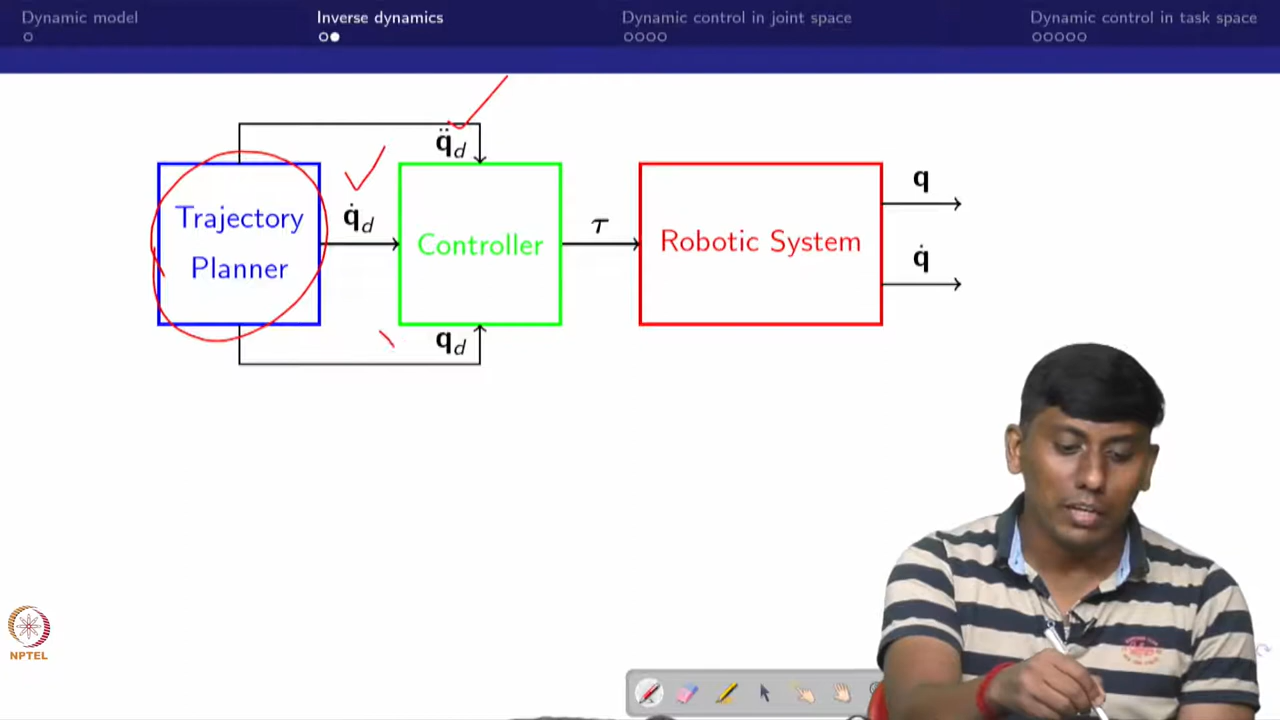 Dynamic model
Inverse dynamics
Dynamic control in joint space
Dynamic control in task space
q̈d
Trajectory
Planner
q̇d
Controller
τ
Robotic System
q
q̇
qd
NPTEL